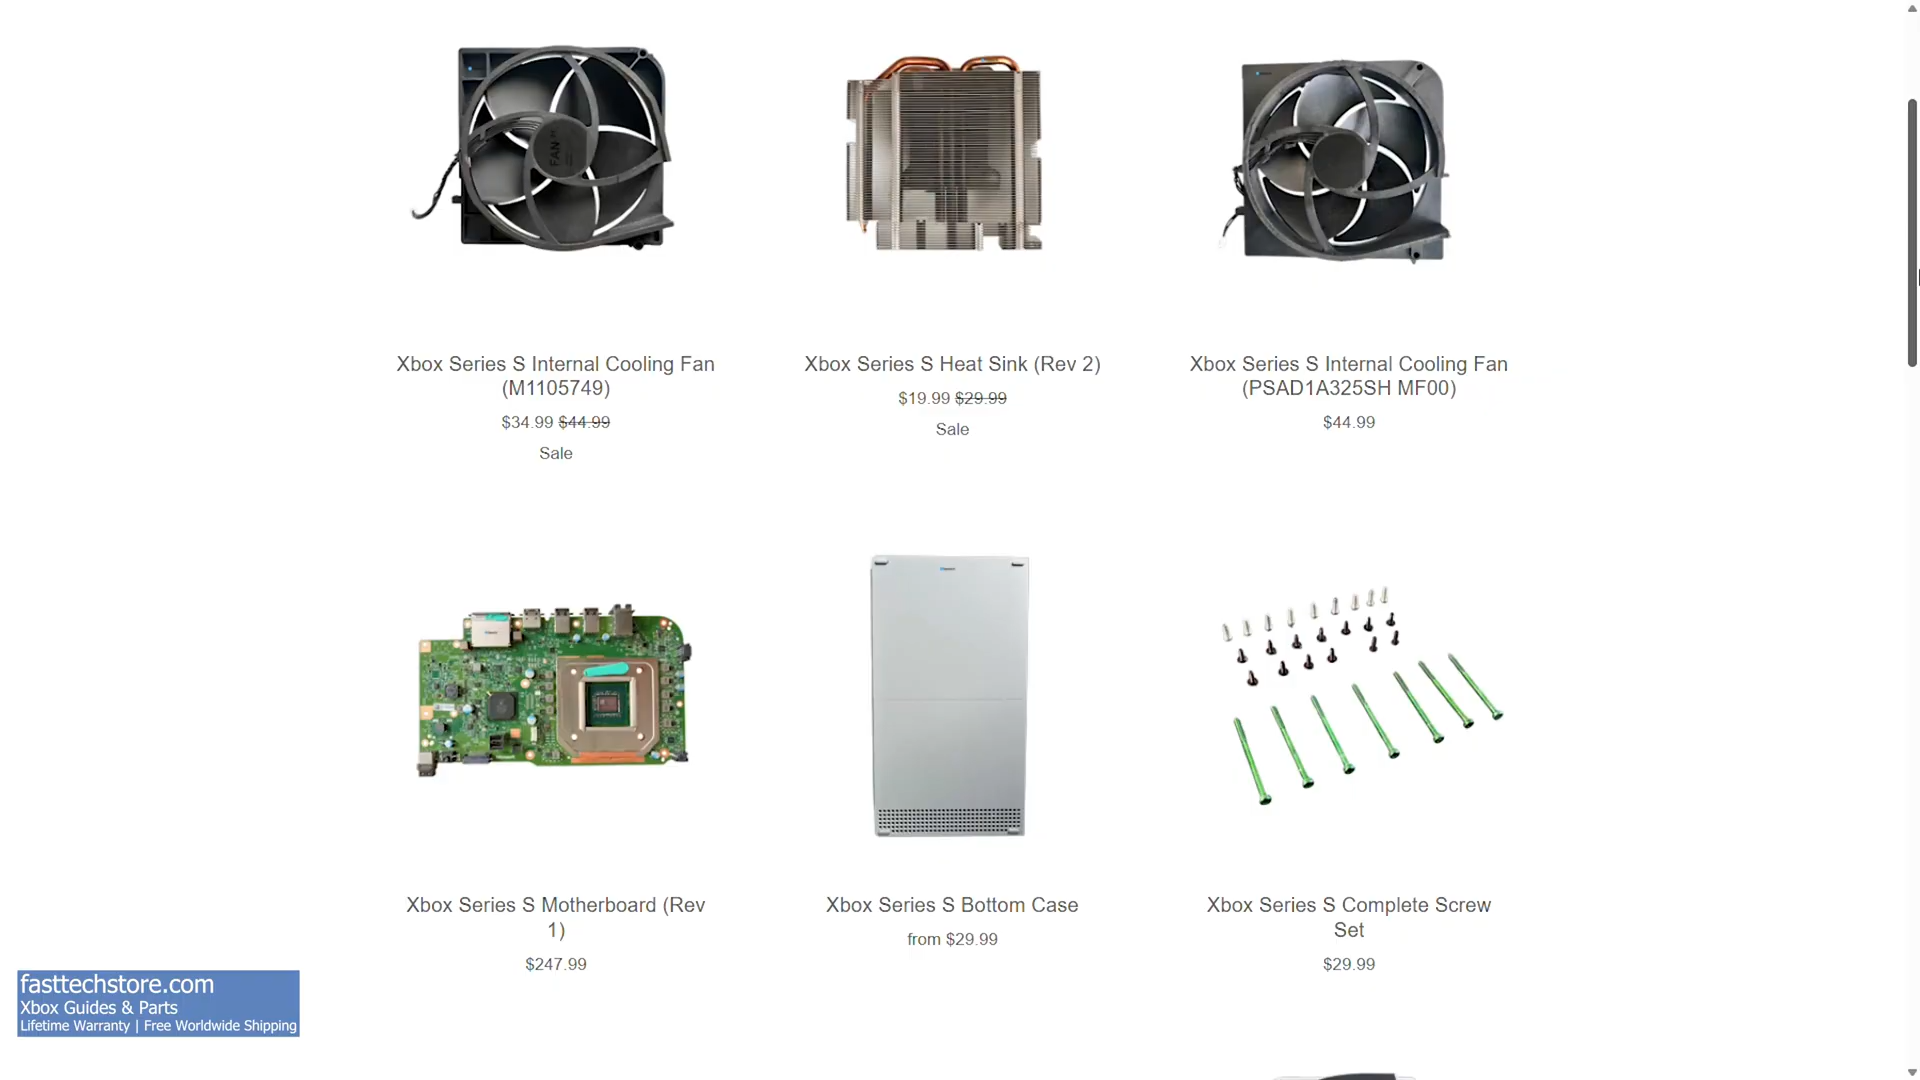 FAN
Xbox Series S Internal Cooling Fan
(M1105749)
$34.99 $44.99
Sale
Xbox Series S Heat Sink (Rev 2)
$19.99 $29.99
Sale
Xbox Series S Internal Cooling Fan
(PSAD1A325SH MF00)
$44.99
Xbox Series S Motherboard (Rev
1)
$247.99
Xbox Series S Bottom Case
from $29.99
Xbox Series S Complete Screw
Set
$29.99
fasttechstore.com
Xbox Guides & Parts
Lifetime Warranty | Free Worldwide Shipping